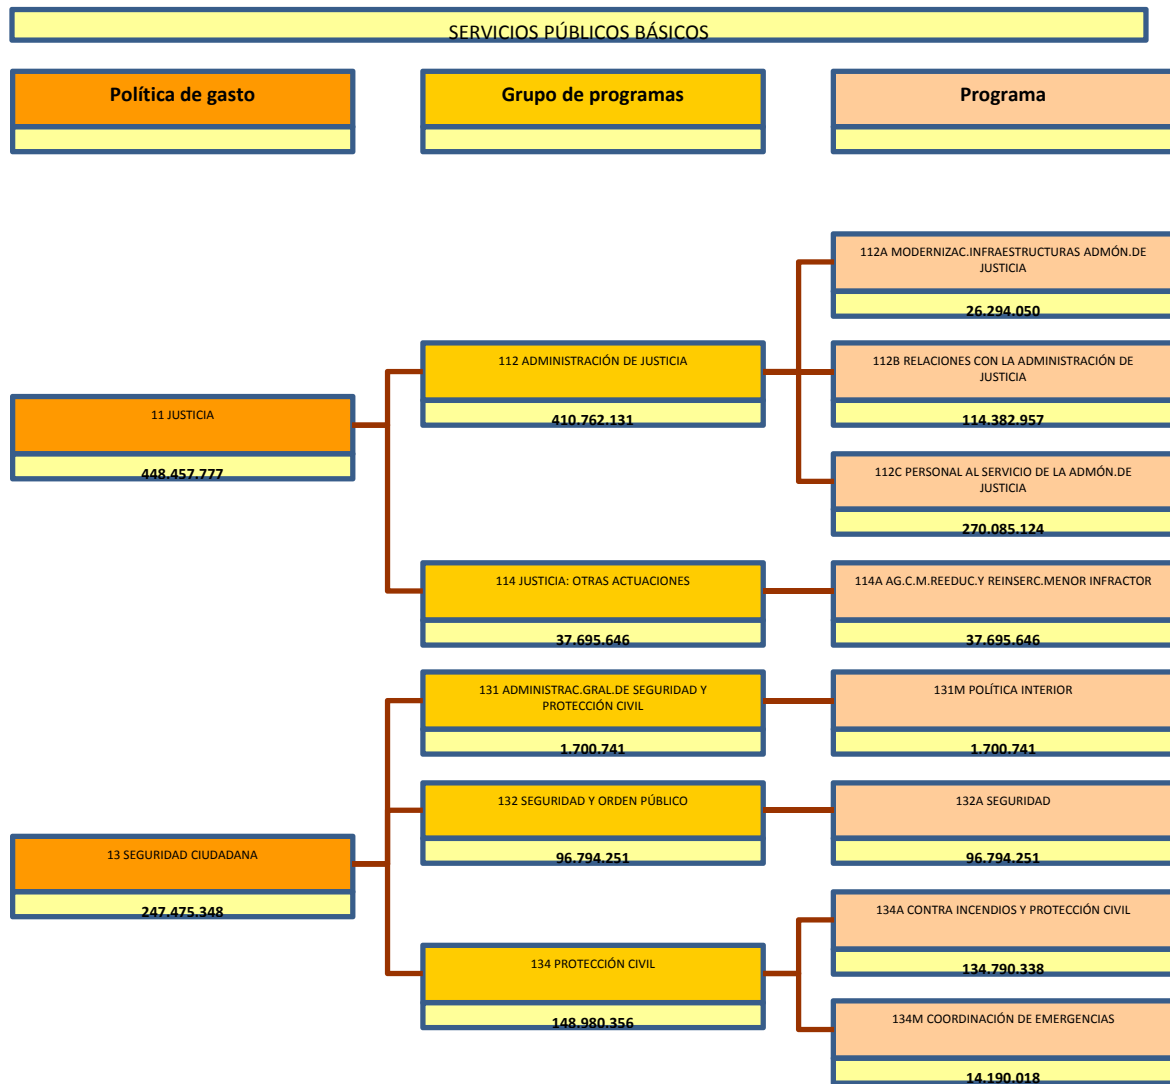 SERVICIOS PÚBLICOS BÁSICOS
Política de gasto
Grupo de programas
Programa
112A MODERNIZAC.INFRAESTRUCTURAS ADMÓN.DE
JUSTICIA
26.294.050
112 ADMINISTRACIÓN DE JUSTICIA
410.762.131
112B RELACIONES CON LA ADMINISTRACIÓN DE
JUSTICIA
114.382.957
11 JUSTICIA
448.457.777
112C PERSONAL AL SERVICIO DE LA ADMÓN.DE
JUSTICIA
270.085.124
114 JUSTICIA: OTRAS ACTUACIONES
37.695.646
114A AG.C.M.REEDUC.Y REINSERC.MENOR INFRACTOR
37.695.646
131 ADMINISTRAC.GRAL.DE SEGURIDAD Y
PROTECCIÓN CIVIL
1.700.741
131M POLÍTICA INTERIOR
1.700.741
132 SEGURIDAD Y ORDEN PÚBLICO
96.794.251
132A SEGURIDAD
96.794.251
13 SEGURIDAD CIUDADANA
247.475.348
134A CONTRA INCENDIOS Y PROTECCIÓN CIVIL
134.790.338
134 PROTECCIÓN CIVIL
148.980.356
134M COORDINACIÓN DE EMERGENCIAS
14.190.018